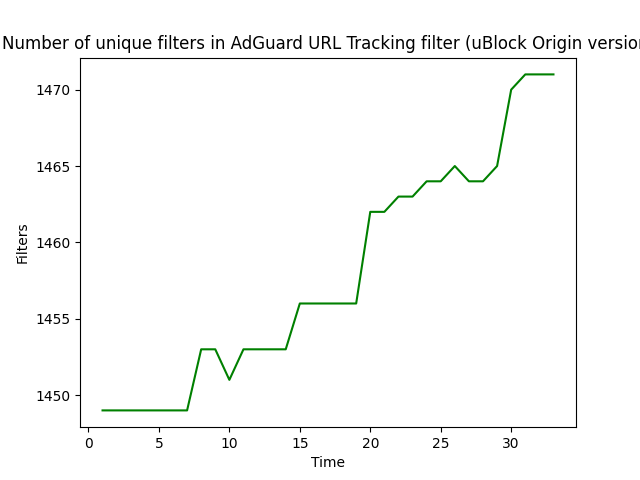 Number of unique filters in AdGuard URL Tracking filter (uBlock Origin version
1470
1465
1460
1455
1450
Filters
0 5 10 15 20 25 30
Time